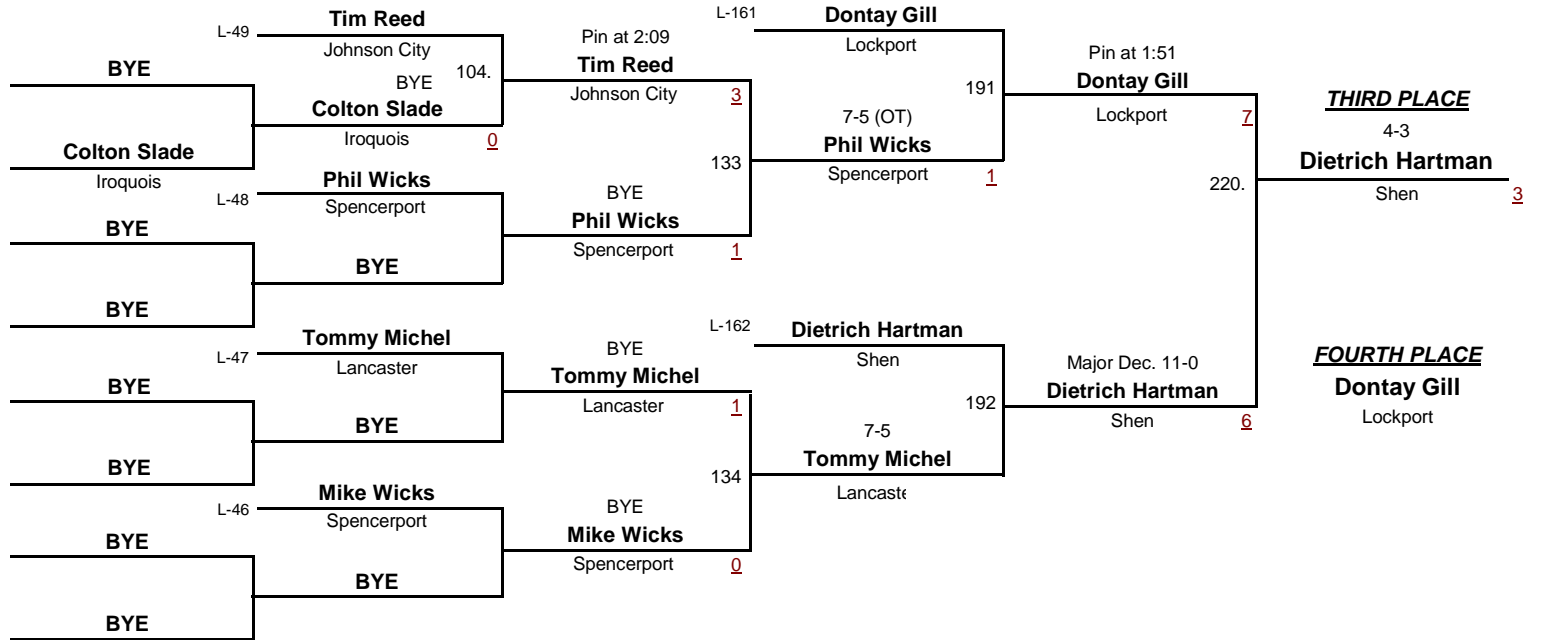 BYE
Colton Slade
Iroquois
BYE
BYE
BYE
BYE
BYE
BYE
L-49
Tim Reed
Johnson City
BYE
104.
Colton Slade
Iroquois
0
L-48
Phil Wicks
Spencerport
BYE
L-47
Tommy Michel
Lancaster
BYE
L-46
Mike Wicks
Spencerport
BYE
Pin at 2:09
Tim Reed
Johnson City
3
133
BYE
Phil Wicks
Spencerport
1
BYE
Tommy Michel
Lancaster
1
134
BYE
Mike Wicks
Spencerport
0
L-161
Dontay Gill
Lockport
191
7-5 (OT)
Phil Wicks
Spencerport
1
L-162
Dietrich Hartman
Shen
192
7-5
Tommy Michel
Lancaste
Pin at 1:51
Dontay Gill
Lockport
7
220.
Major Dec. 11-0
Dietrich Hartman
Shen
6
THIRD PLACE
4-3
Dietrich Hartman
Shen
3
FOURTH PLACE
Dontay Gill
Lockport